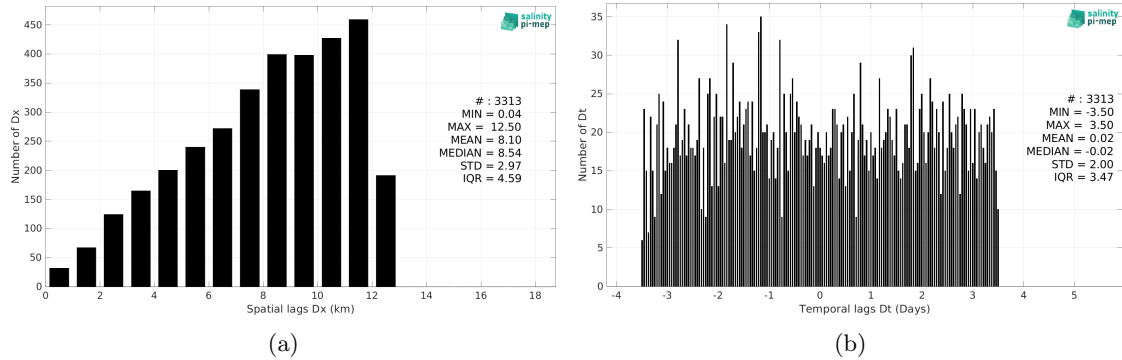 salinity
pi-mep
450
400
350
300
250
200
150
100
50
0
Number of Dx
# : 3313
MIN = 0.04
MAX = 12.50
MEAN = 8.10
MEDIAN = 8.54
STD = 2.97
IQR = 4.59
0 2 4 6 8 10 12 14 16 18
Spatial lags Dx (km)
(a)
salinity
pi-mep
35
30
25
20
15
10
5
0
Number of Dt
# : 3313
MIN = -3.50
MAX = 3.50
MEAN = 0.02
MEDIAN = -0.02
STD = 2.00
IQR = 3.47
-4 -3 -2 -1 0 1 2 3 4 5
Temporal lags Dt (Days)
(b)